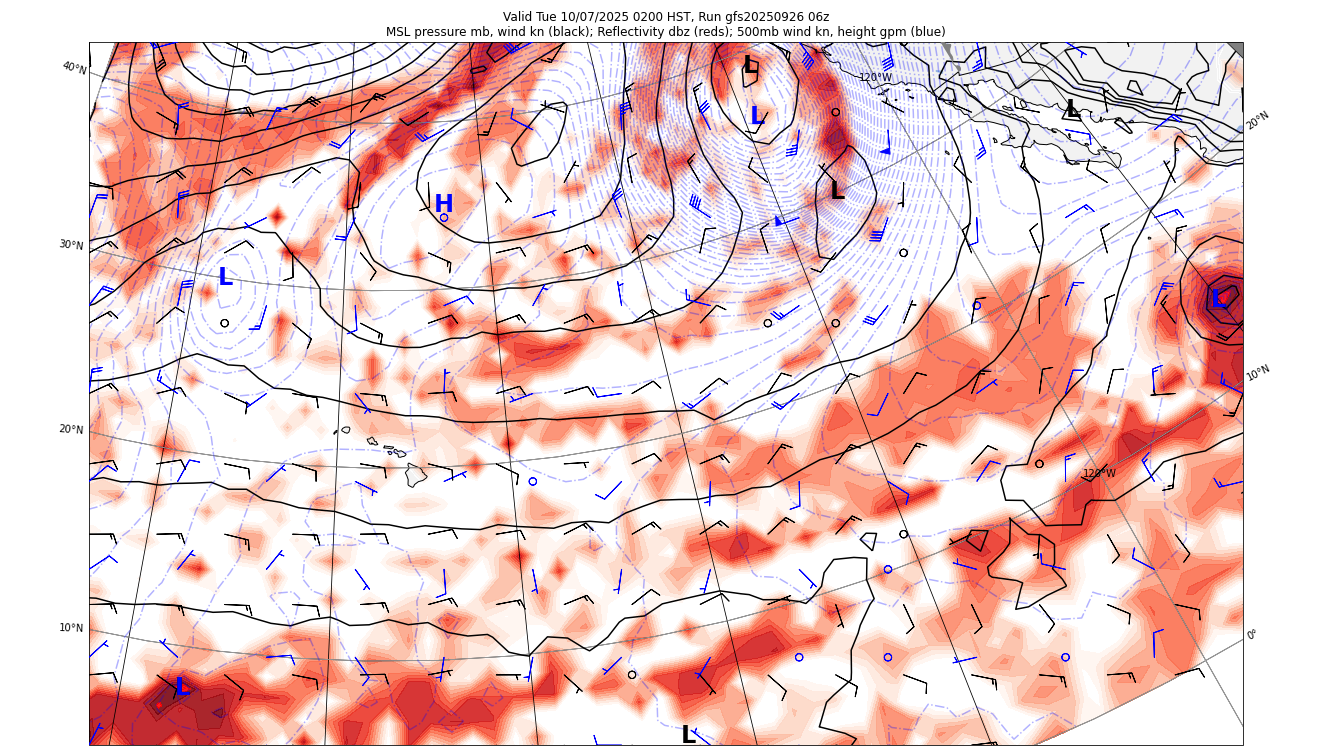 Valid Tue 10/07/2025 0200 HST, Run gfs20250926 06z
MSL pressure mb, wind kn (black); Reflectivity dbz (reds); 500mb wind kn, height gpm (blue)
40°N
L
120°W
L
L
20°N
L
H
30°N
L
L
10°N
20°N
120°W
10°N
0°
L
L